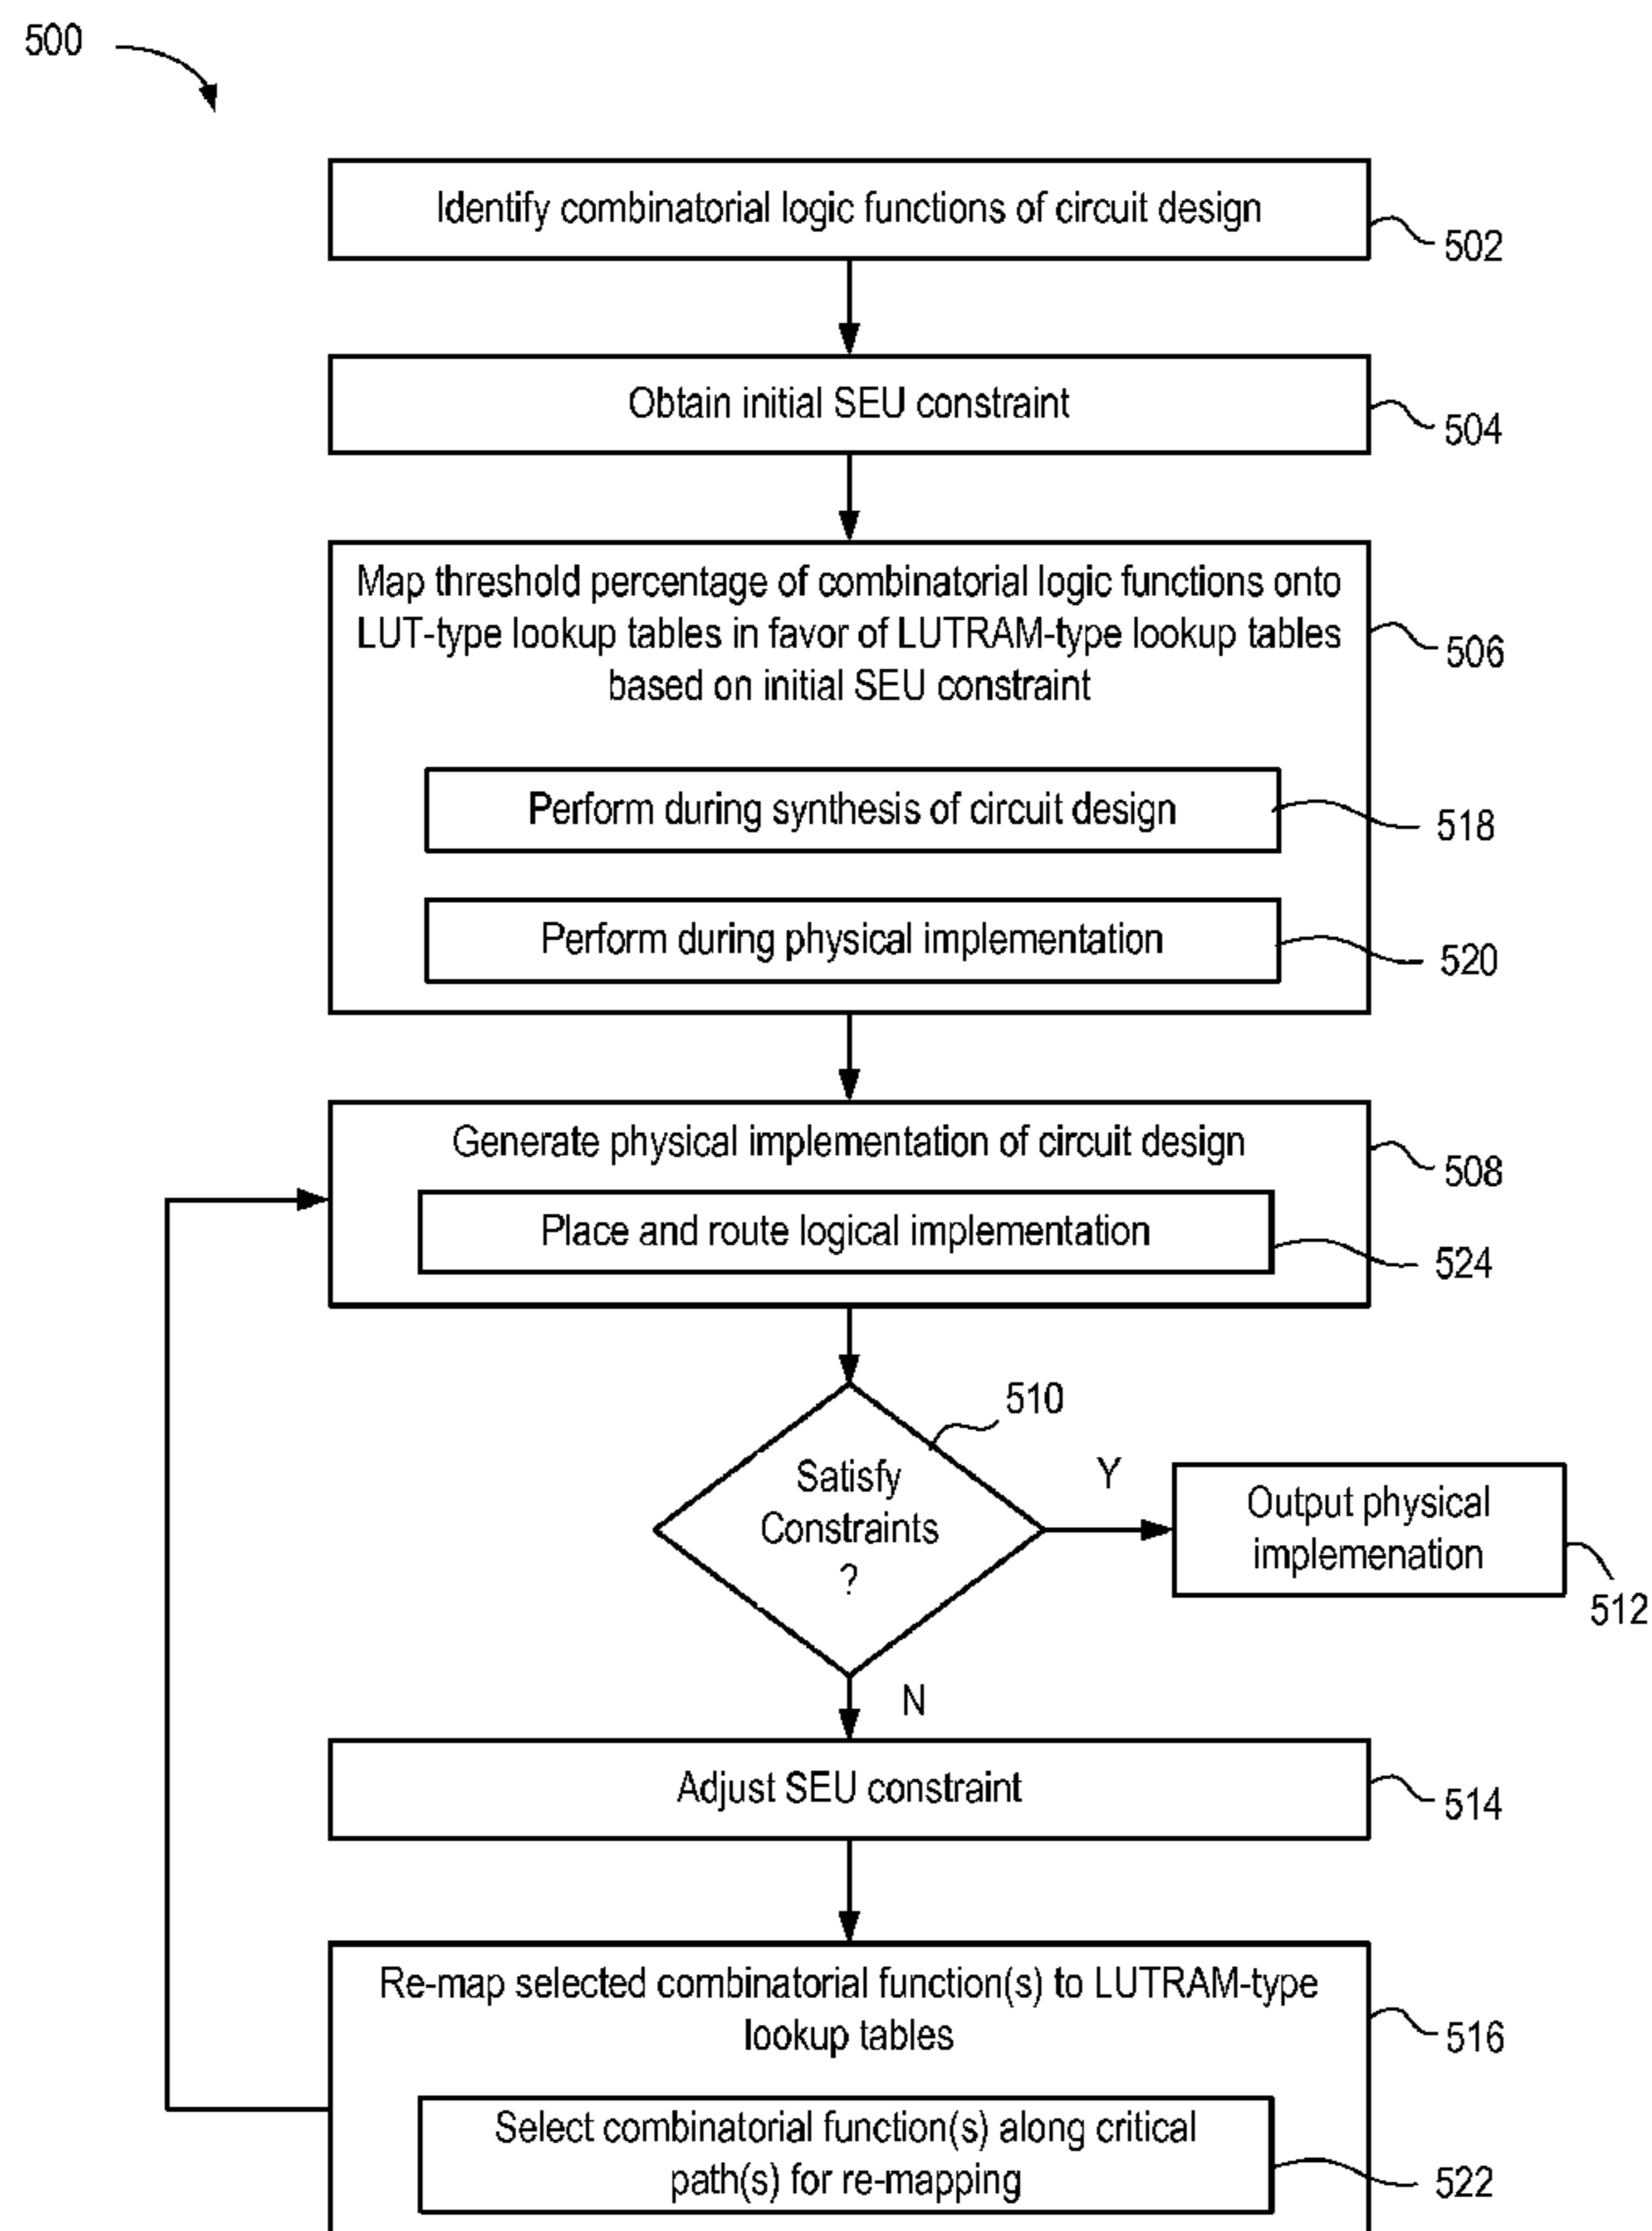 500
Identify combinatorial logic functions of circuit design
502
Obtain initial SEU constraint
504
Map threshold percentage of combinatorial logic functions onto
LUT-type lookup tables in favor of LUTRAM-type lookup tables
based on initial SEU constraint
506
Perform during synthesis of circuit design
518
Perform during physical implementation
520
Generate physical implementation of circuit design
508
Place and route logical implementation
524
510
Satisfy
Constraints
?
Y
Output physical
implemenation
512
N
Adjust SEU constraint
514
Re-map selected combinatorial function(s) to LUTRAM-type
lookup tables
516
Select combinatorial function(s) along critical
path(s) for re-mapping
522